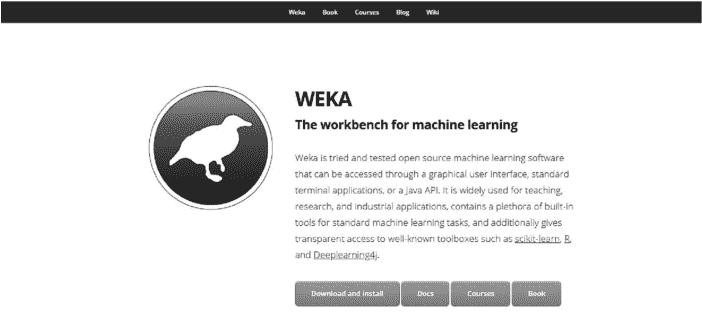 Weka Book Courses Blog Wiki
WEKA
The workbench for machine learning
Weka is tried and tested open source machine learning software
that can be accessed through a graphical user interface, standard
terminal applications, or a Java API. It is widely used for teaching,
research, and industrial applications, contains a plethora of built-in
tools for standard machine learning tasks, and additionally gives
transparent access to well-known toolboxes such as scikit-learn, R,
and Deeplearning4j.
Download and install Docs Courses Book